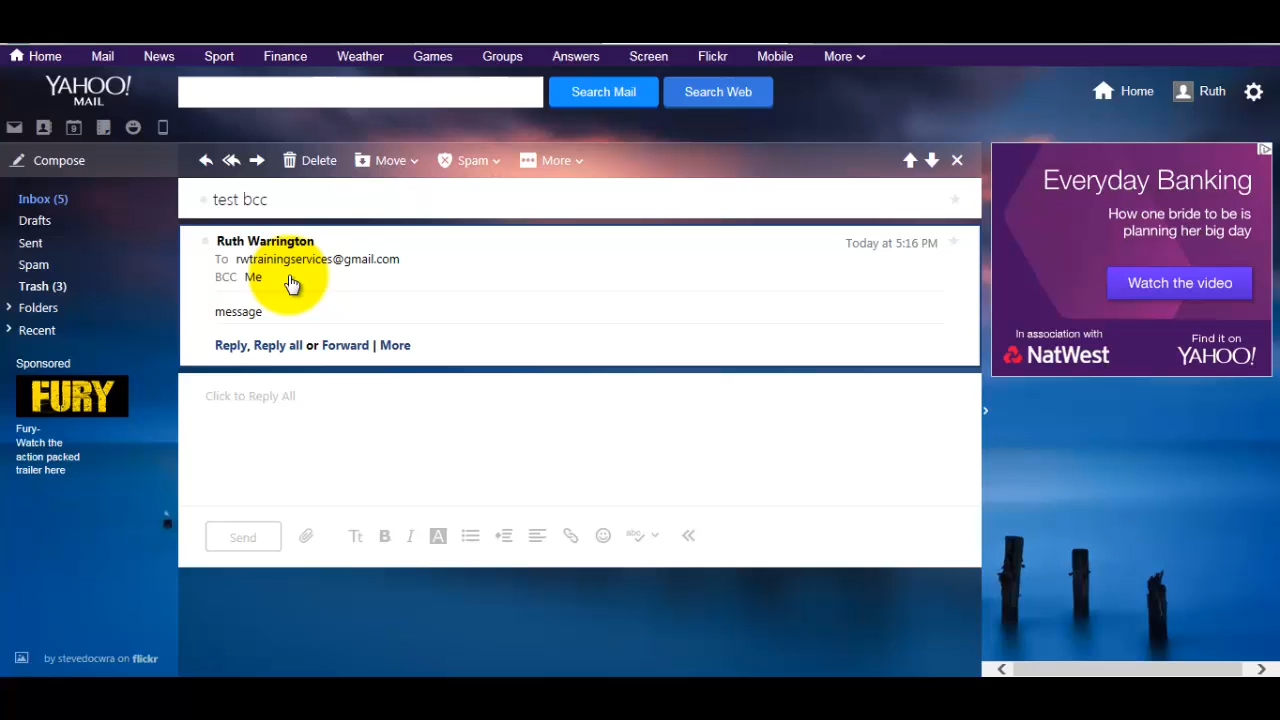 Home Mail News Sport Finance Weather Games Groups Answers Screen Flickr Mobile More
YAHOO!
MAIL
Search Mail Search Web
Home Ruth
Compose
Delete Move Spam More
Inbox (5)
Drafts
Sent
Spam
Trash (3)
Folders
Recent
Sponsored
FURY
Fury-
Watch the
action packed
trailer here
by stevedocwra on flickr
test bcc
Ruth Warrington
Today at 5:16 PM
To rwtrainingservices@gmail.com
BCC Me
message
Reply, Reply all or Forward | More
Click to Reply All
Send Tt B I A abc
Everyday Banking
How one bride to be is
planning her big day
Watch the video
In association with
NatWest
Find it on
YAHOO!